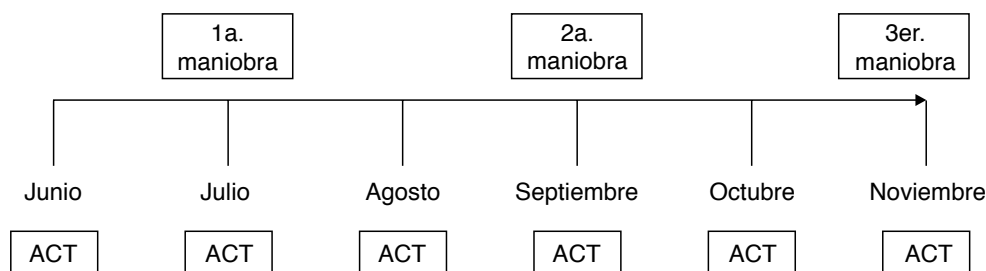 1a.
maniobra
2a.
maniobra
3er.
maniobra
Junio
Julio
Agosto
Septiembre
Octubre
Noviembre
ACT
ACT
ACT
ACT
ACT
ACT